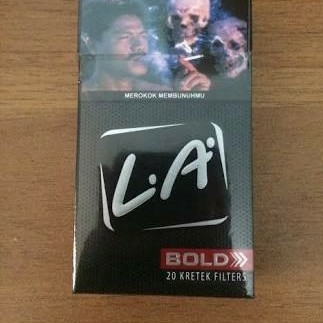 MEROKOK MEMBUNUHMU
L.A.
BOLD
20 KRETEK FILTERS